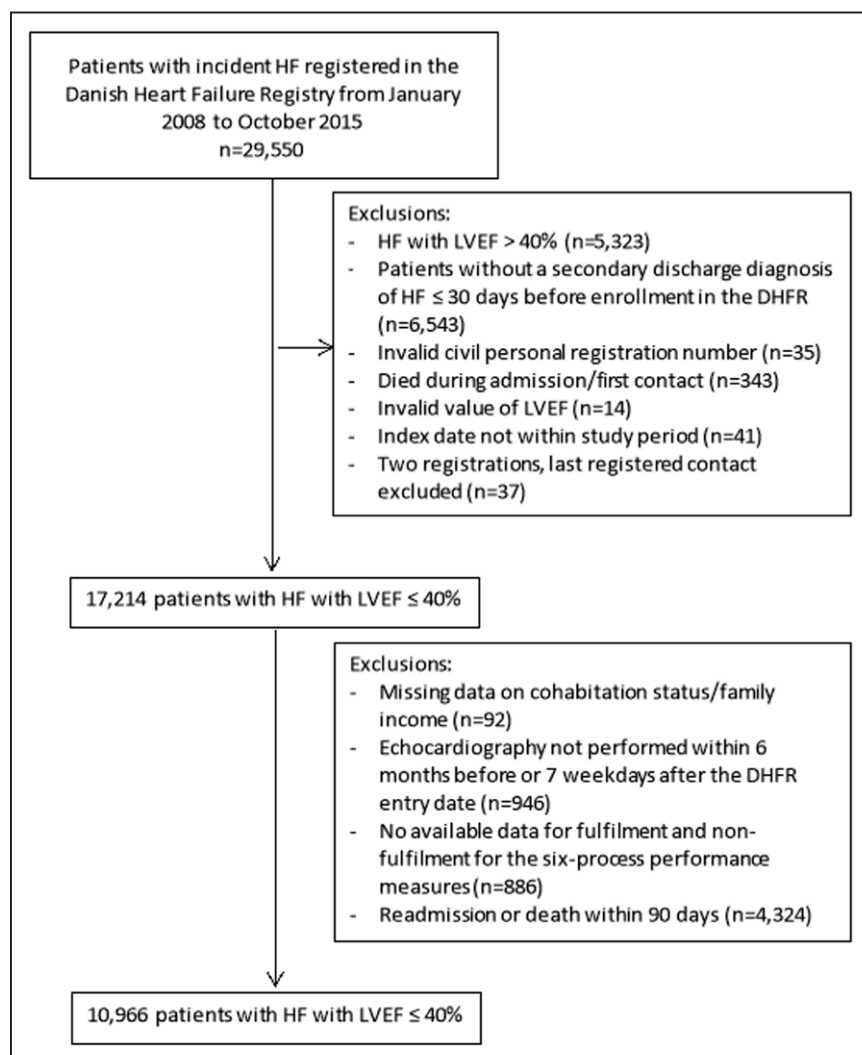 Patients with incident HF registered in the
Danish Heart Failure Registry from January
2008 to October 2015
n=29,550
Exclusions:
- HF with LVEF > 40% (n=5,323)
- Patients without a secondary discharge diagnosis
of HF ≤ 30 days before enrollment in the DHFR
(n=6,543)
- Invalid civil personal registration number (n=35)
- Died during admission/first contact (n=343)
- Invalid value of LVEF (n=14)
- Index date not within study period (n=41)
- Two registrations, last registered contact
excluded (n=37)
17,214 patients with HF with LVEF ≤ 40%
Exclusions:
- Missing data on cohabitation status/family
income (n=92)
- Echocardiography not performed within 6
months before or 7 weekdays after the DHFR
entry date (n=946)
- No available data for fulfilment and non-
fulfilment for the six-process performance
measures (n=886)
- Readmission or death within 90 days (n=4,324)
10,966 patients with HF with LVEF ≤ 40%